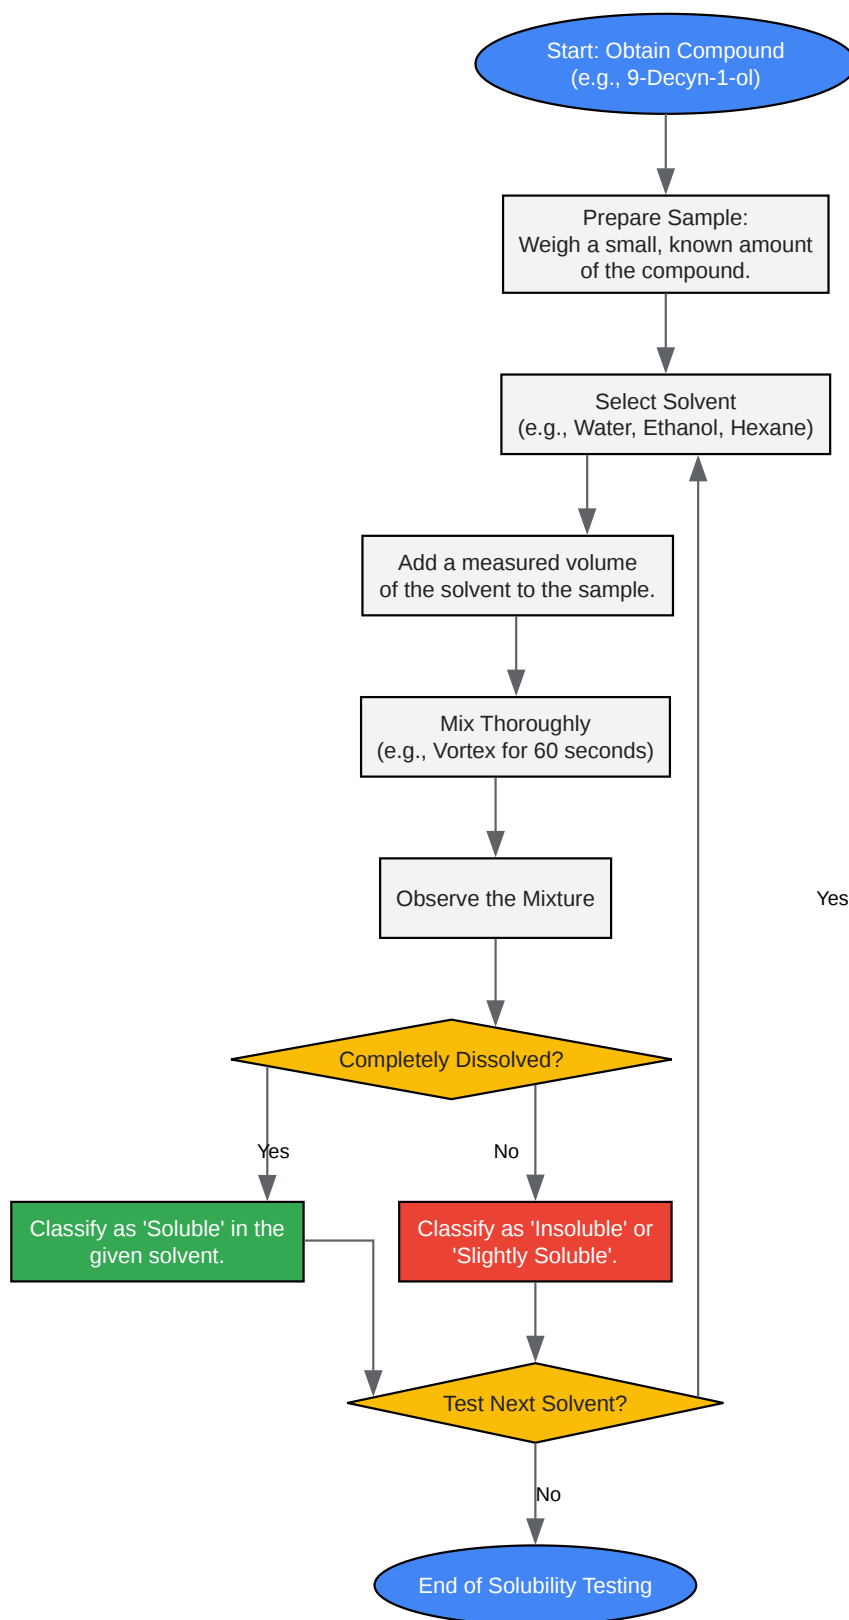 Start: Obtain Compound
(e.g., 9-Decyn-1-ol)
Prepare Sample:
Weigh a small, known amount
of the compound.
Select Solvent
(e.g., Water, Ethanol, Hexane)
Add a measured volume
of the solvent to the sample.
Mix Thoroughly
(e.g., Vortex for 60 seconds)
Observe the Mixture
Yes
Completely Dissolved?
Yes
No
Classify as 'Soluble' in the
given solvent.
Classify as 'Insoluble' or
'Slightly Soluble'.
Test Next Solvent?
No
End of Solubility Testing